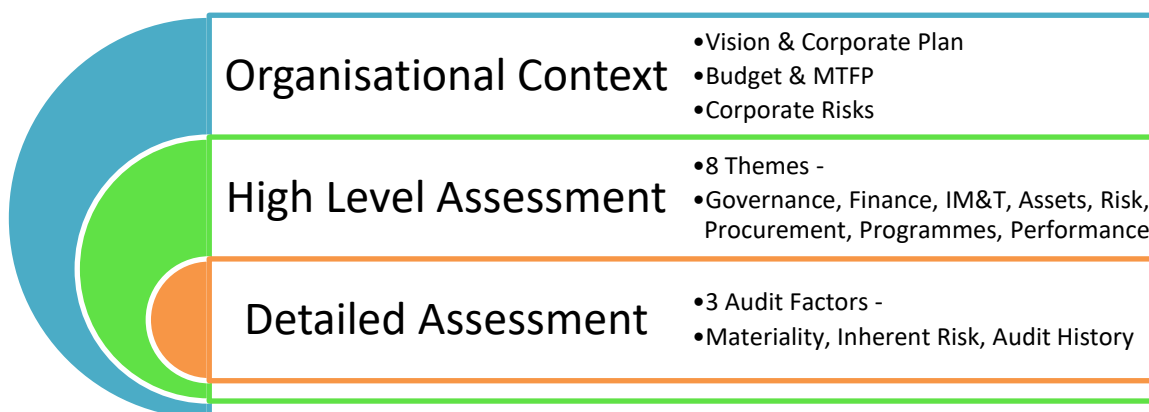 Organisational Context
•Vision & Corporate Plan
•Budget & MTFP
•Corporate Risks
High Level Assessment
•8 Themes -
•Governance, Finance, IM&T, Assets, Risk,
Procurement, Programmes, Performance
Detailed Assessment
•3 Audit Factors -
•Materiality, Inherent Risk, Audit History